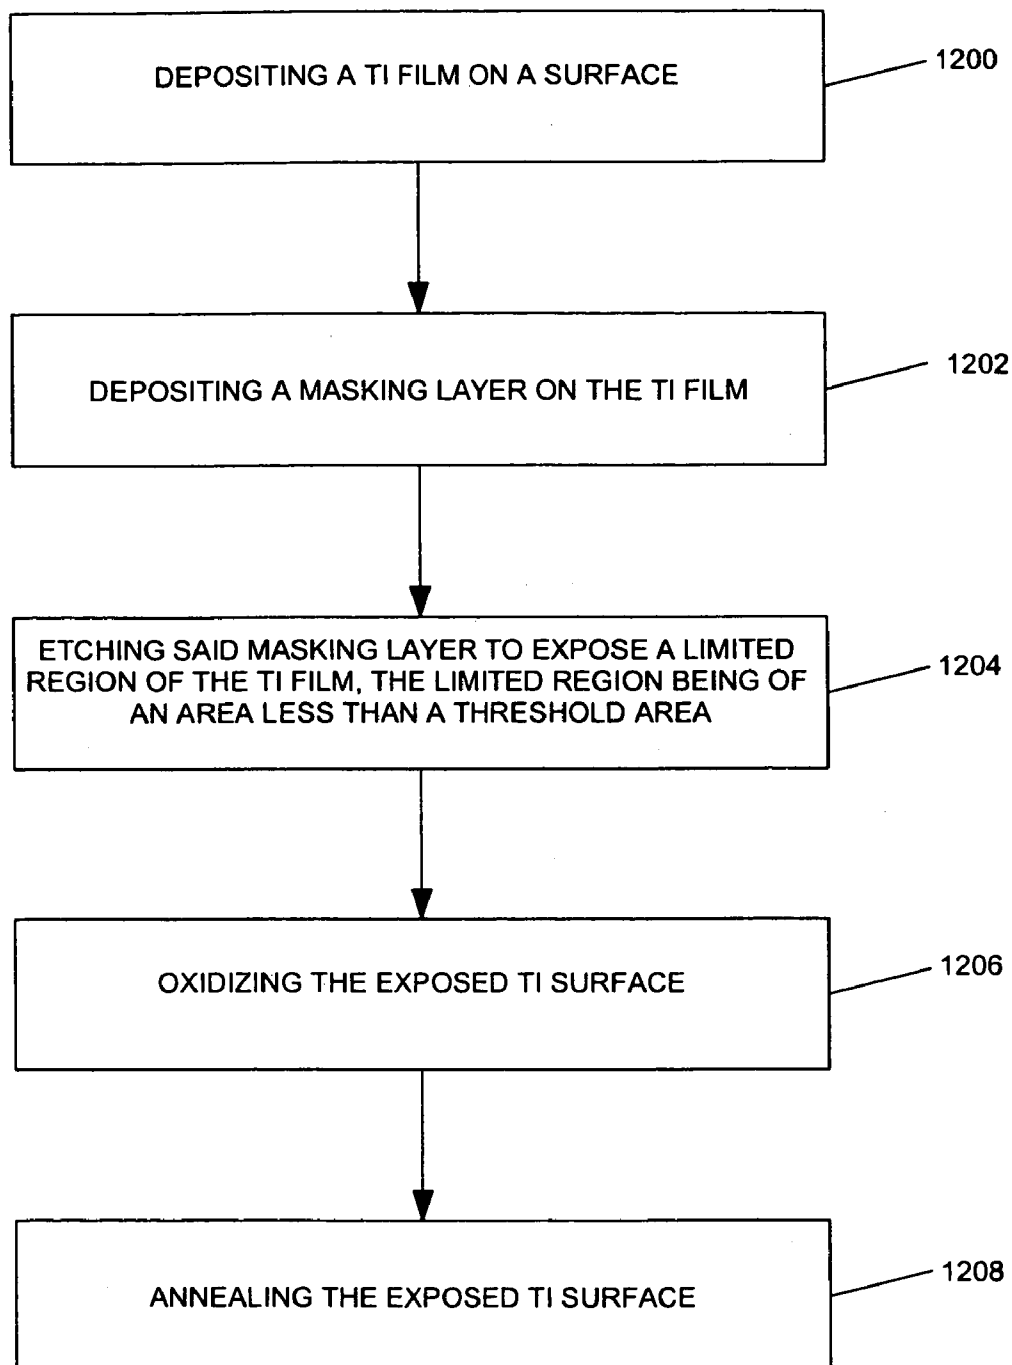 DEPOSITING A TI FILM ON A SURFACE
1200
DEPOSITING A MASKING LAYER ON THE TI FILM
1202
ETCHING SAID MASKING LAYER TO EXPOSE A LIMITED
REGION OF THE TI FILM, THE LIMITED REGION BEING OF
AN AREA LESS THAN A THRESHOLD AREA
1204
OXIDIZING THE EXPOSED TI SURFACE
1206
ANNEALING THE EXPOSED TI SURFACE
1208